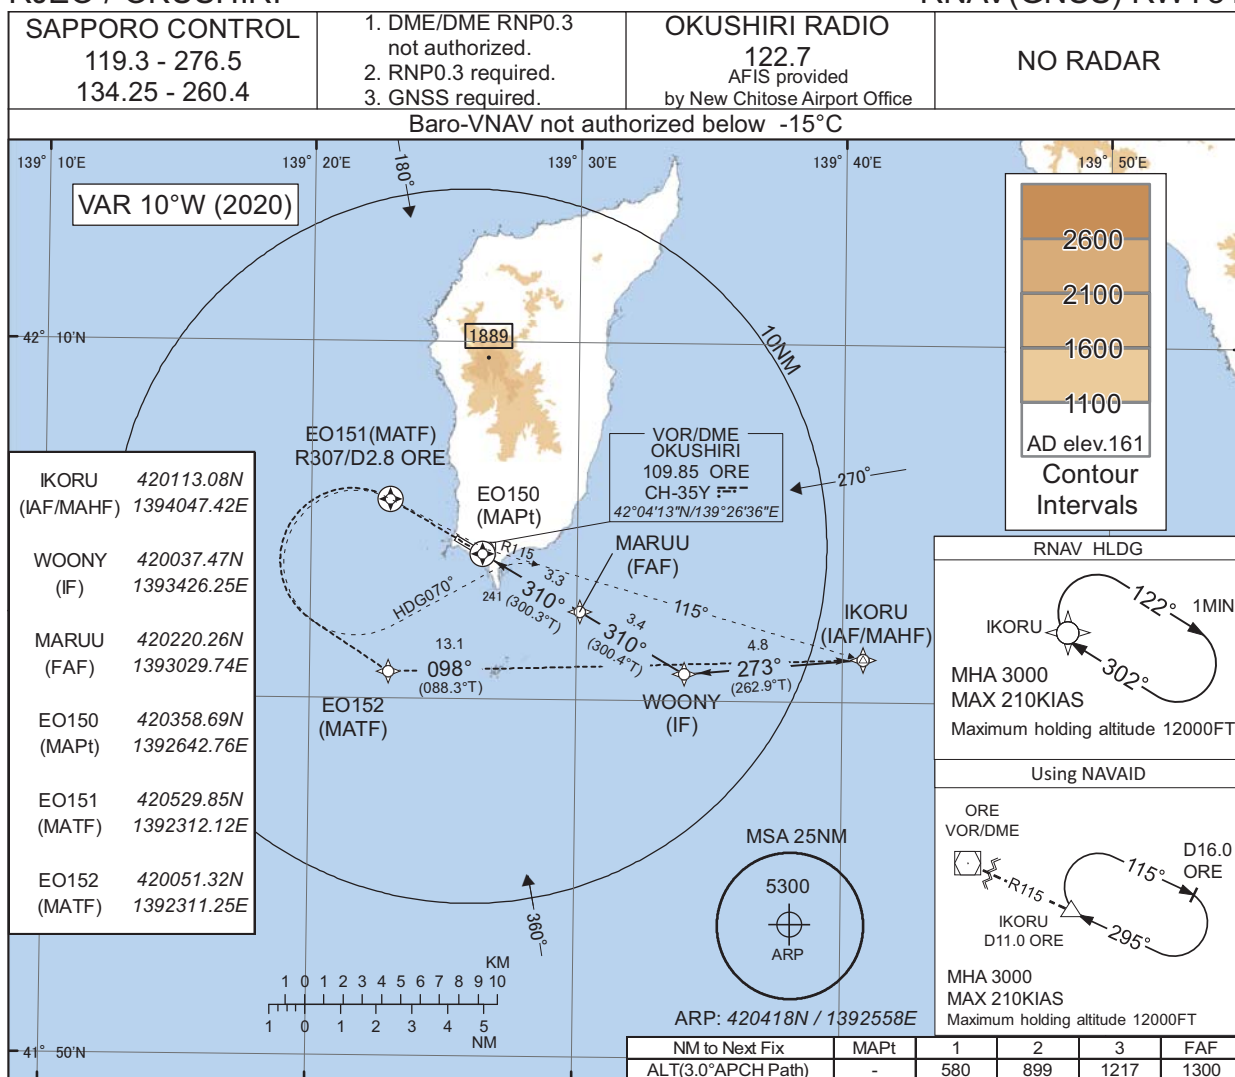 SAPPORO CONTROL
119.3 - 276.5
134.25 - 260.4
1. DME/DME RNP0.3
not authorized.
2. RNP0.3 required.
3. GNSS required.
OKUSHIRI RADIO
122.7
AFIS provided
by New Chitose Airport Office
NO RADAR
Baro-VNAV not authorized below -15°C
139° 10'E
139° 20'E
139° 30'E
139° 40'E
139° 50'E
180°
VAR 10°W (2020)
2600
2100
1600
1100
AD elev.161
Contour
Intervals
42° 10'N
1889
10NM
EO151(MATF)
R307/D2.8 ORE
VOR/DME
OKUSHIRI
109.85 ORE
CH-35Y
42°04'13"N/139°26'36"E
270°
EO150
(MAPt)
MARUU
(FAF)
IKORU
(IAF/MAHF)
R115
3.3
310°
(300.3°T)
241
HDG070°
115°
3.4
310°
(300.4°T)
4.8
273°
(262.9°T)
13.1
098°
(088.3°T)
EO152
(MATF)
WOONY
(IF)
IKORU 420113.08N
(IAF/MAHF) 1394047.42E
WOONY 420037.47N
(IF) 1393426.25E
MARUU 420220.26N
(FAF) 1393029.74E
EO150 420358.69N
(MAPt) 1392642.76E
EO151 420529.85N
(MATF) 1392312.12E
EO152 420051.32N
(MATF) 1392311.25E
RNAV HLDG
122°
1MIN
IKORU
302°
MHA 3000
MAX 210KIAS
Maximum holding altitude 12000FT
Using NAVAID
ORE
VOR/DME
D16.0
ORE
115°
R115
IKORU
D11.0 ORE
295°
MHA 3000
MAX 210KIAS
Maximum holding altitude 12000FT
MSA 25NM
5300
ARP
ARP: 420418N / 1392558E
360°
KM
1 0 1 2 3 4 5 6 7 8 9 10
1 0 1 2 3 4 5
NM
41° 50'N
NM to Next Fix MAPt 1 2 3 FAF
ALT(3.0°APCH Path) - 580 899 1217 1300